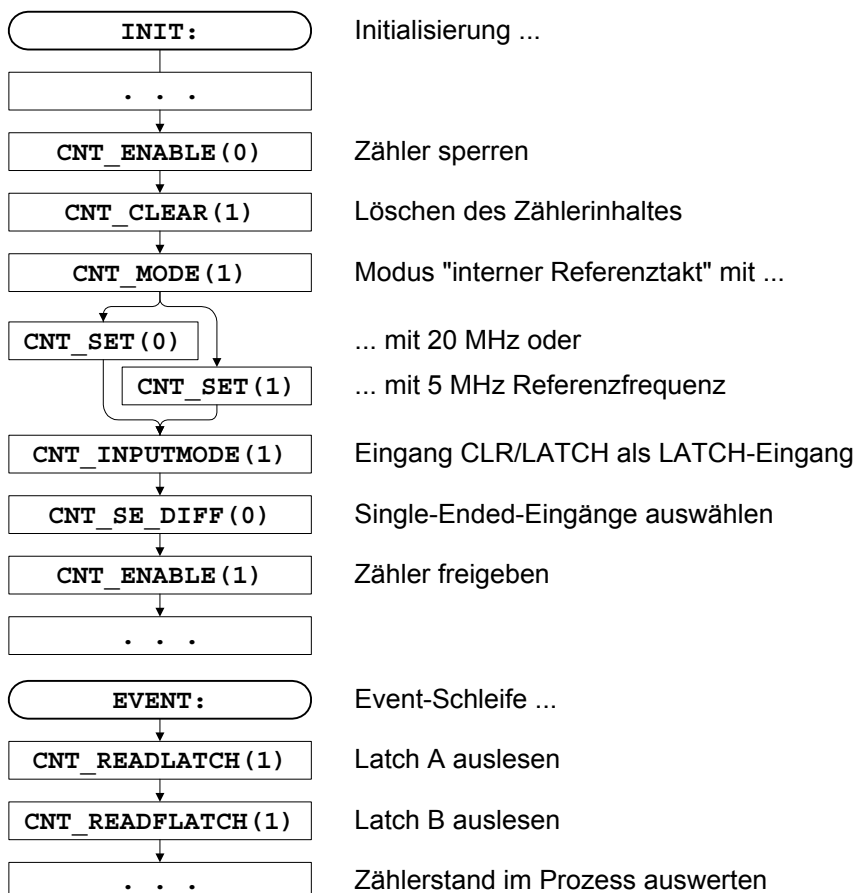 INIT: Initialisierung ...
. . .
CNT_ENABLE(0) Zähler sperren
CNT_CLEAR(1) Löschen des Zählerinhaltes
CNT_MODE(1) Modus "interner Referenztakt" mit ...
CNT_SET(0) ... mit 20 MHz oder
CNT_SET(1) ... mit 5 MHz Referenzfrequenz
CNT_INPUTMODE(1) Eingang CLR/LATCH als LATCH-Eingang
CNT_SE_DIFF(0) Single-Ended-Eingänge auswählen
CNT_ENABLE(1) Zähler freigeben
. . .
EVENT: Event-Schleife ...
CNT_READLATCH(1) Latch A auslesen
CNT_READFLATCH(1) Latch B auslesen
. . . Zählerstand im Prozess auswerten